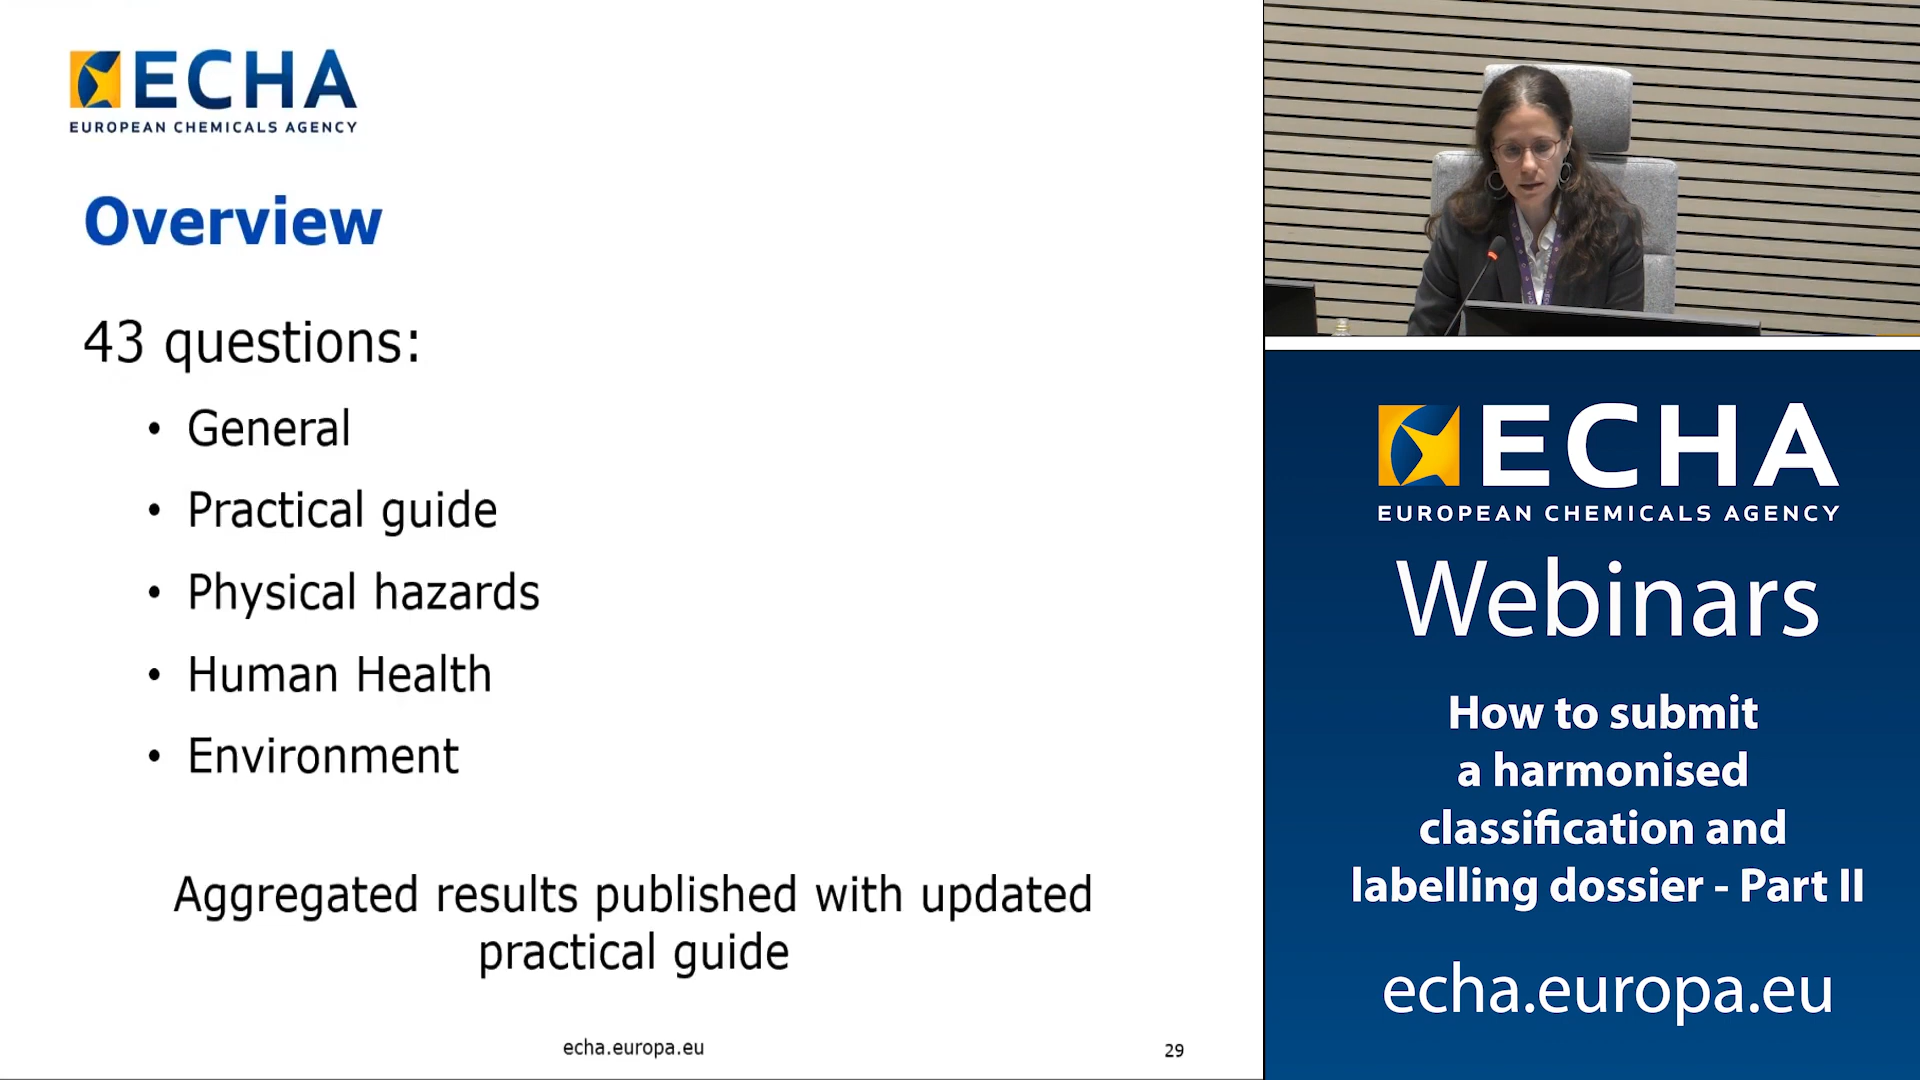 ECHA
EUROPEAN CHEMICALS AGENCY
Overview
43 questions:
• General
• Practical guide
• Physical hazards
• Human Health
• Environment
Aggregated results published with updated
practical guide
echa.europa.eu
29
ECHA
EUROPEAN CHEMICALS AGENCY
Webinars
How to submit
a harmonised
classification and
labelling dossier - Part II
echa.europa.eu